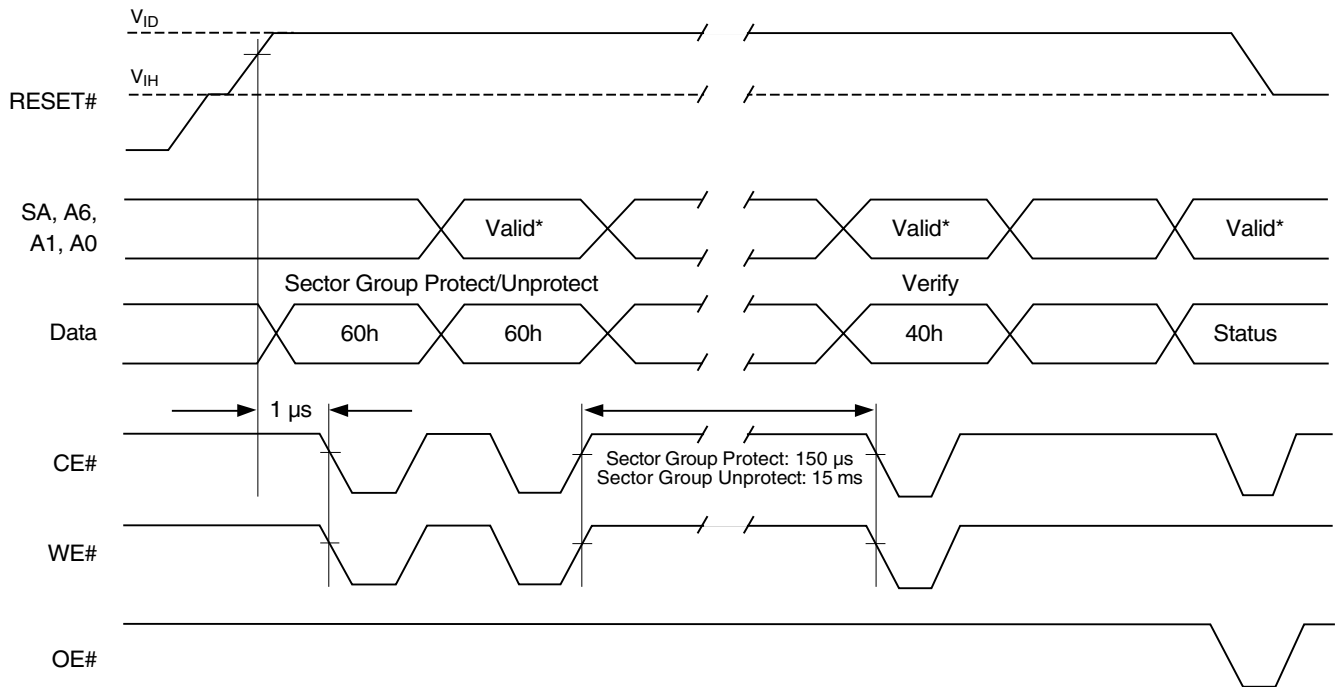 VID
VIH
RESET#
SA, A6,
A1, A0
Valid*
Valid*
Valid*
Sector Group Protect/Unprotect
Verify
Data
60h
60h
40h
Status
1 µs
CE#
Sector Group Protect: 150 µs
Sector Group Unprotect: 15 ms
WE#
OE#